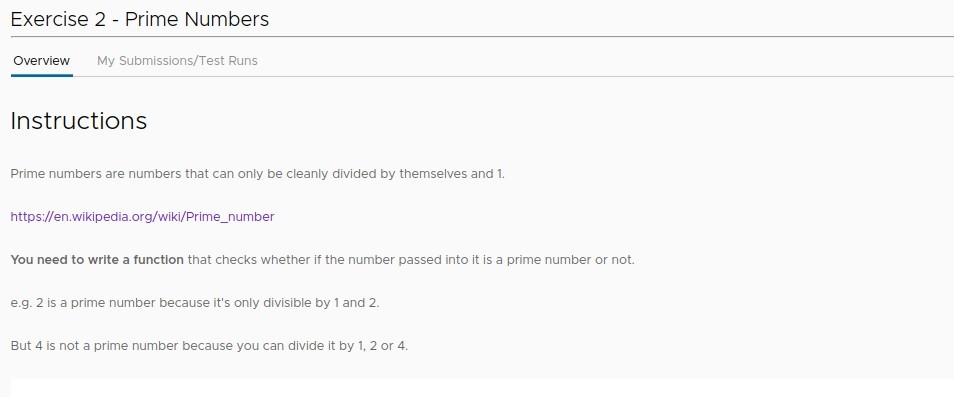 Exercise 2 - Prime Numbers
Overview My Submissions/Test Runs
Instructions
Prime numbers are numbers that can only be cleanly divided by themselves and 1.
https://en.wikipedia.org/wiki/Prime_number
You need to write a function that checks whether if the number passed into it is a prime number or not.
e.g. 2 is a prime number because it's only divisible by 1 and 2.
But 4 is not a prime number because you can divide it by 1, 2 or 4.